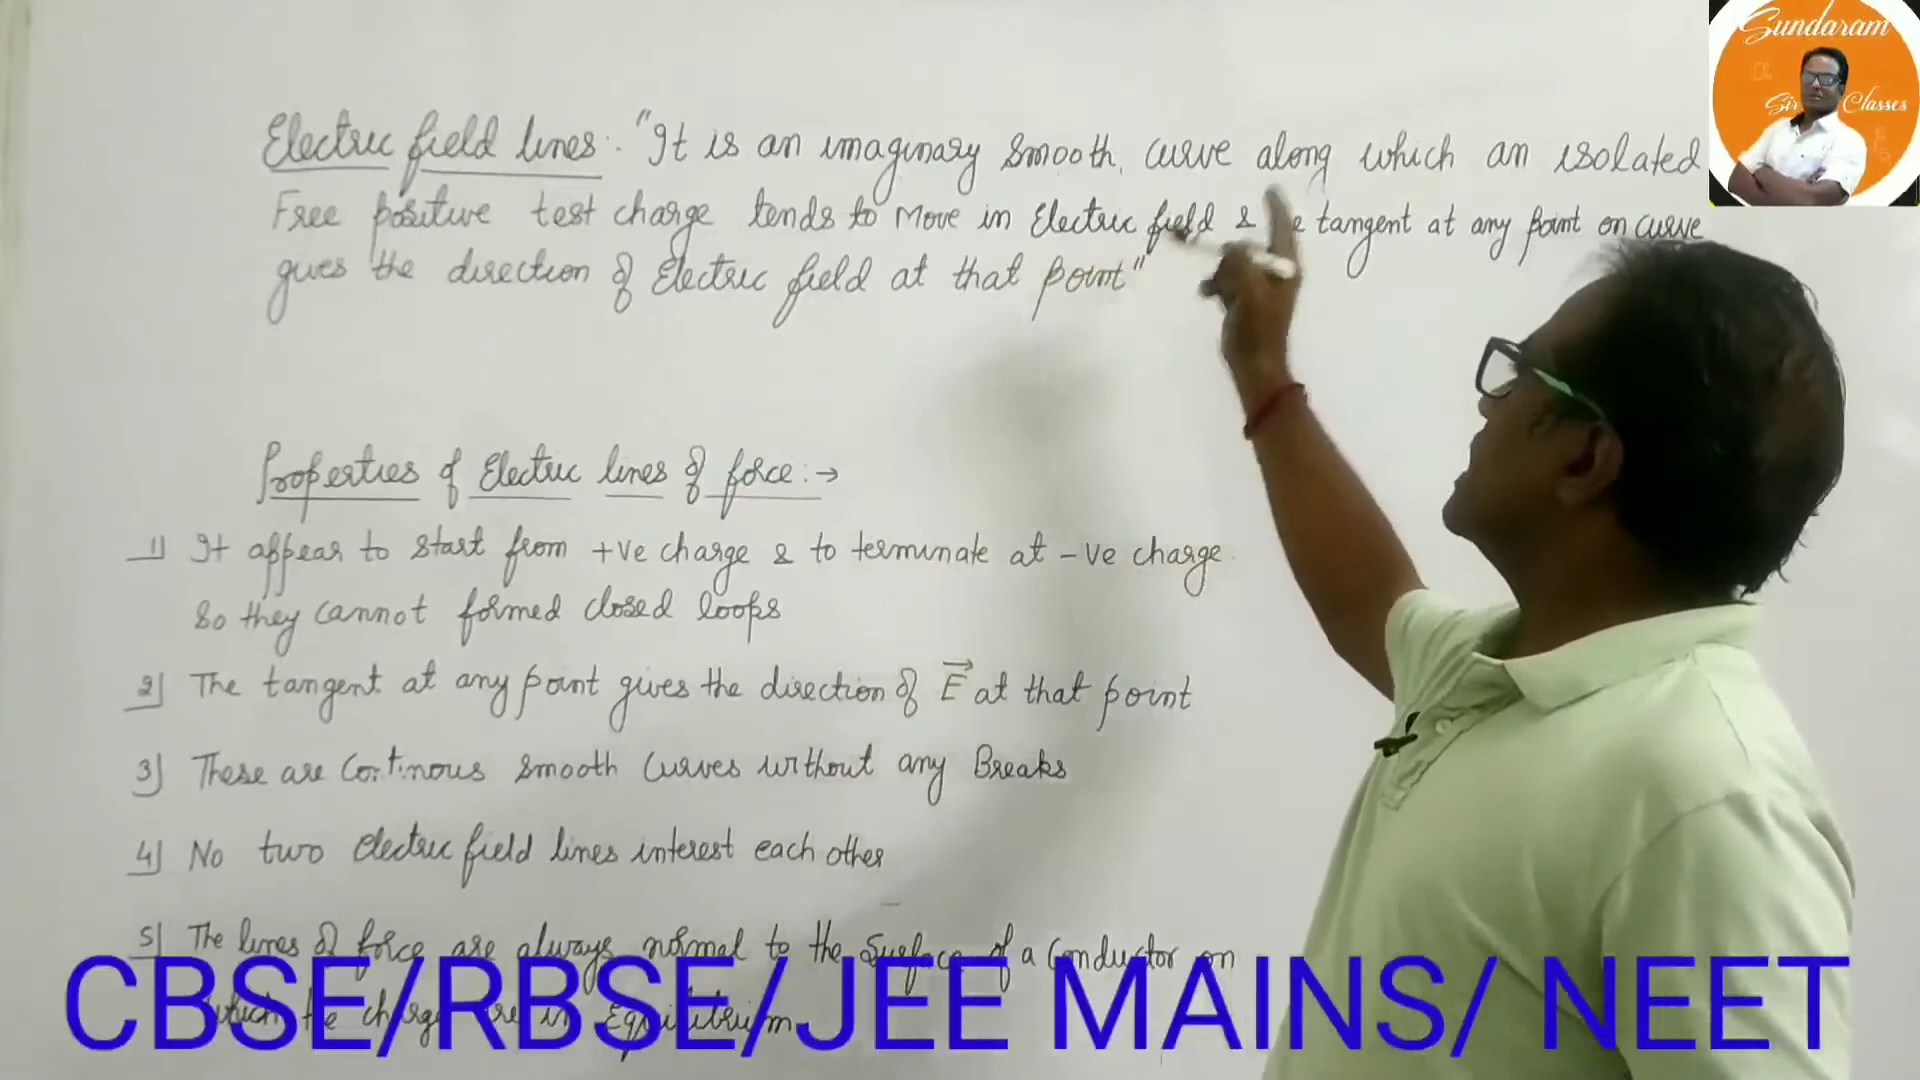 Sundaram
Sir Classes
Electric field lines: "It is an imaginary smooth curve along which an isolated
Free positive test charge tends to Move in Electric field & tangent at any point on curve
gives the direction of Electric field at that point"
Properties of Electric lines of force:→
1) It appear to start from +ve charge & to terminate at -ve charge.
so they cannot formed closed loops
2) The tangent at any point gives the direction of E→ at that point
3) These are Continous smooth Curves without any Breaks
4) No two electric field lines interest each other
5) The lines of force are always normal to the Surface of a Conductor on
which the charge are in Equilibrium
CBSE/RBSE/JEE MAINS/ NEET